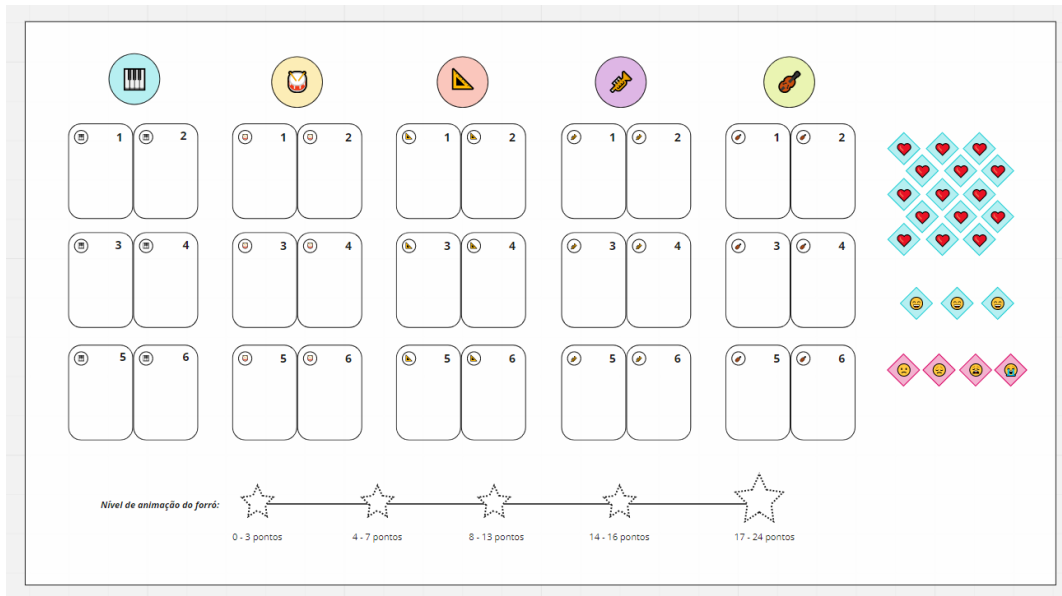 1 2 1 2 1 2 1 2 1 2
3 4 3 4 3 4 3 4 3 4
5 6 5 6 5 6 5 6 5 6
Nível de animação do forró:
0 - 3 pontos 4 - 7 pontos 8 - 13 pontos 14 - 16 pontos 17 - 24 pontos